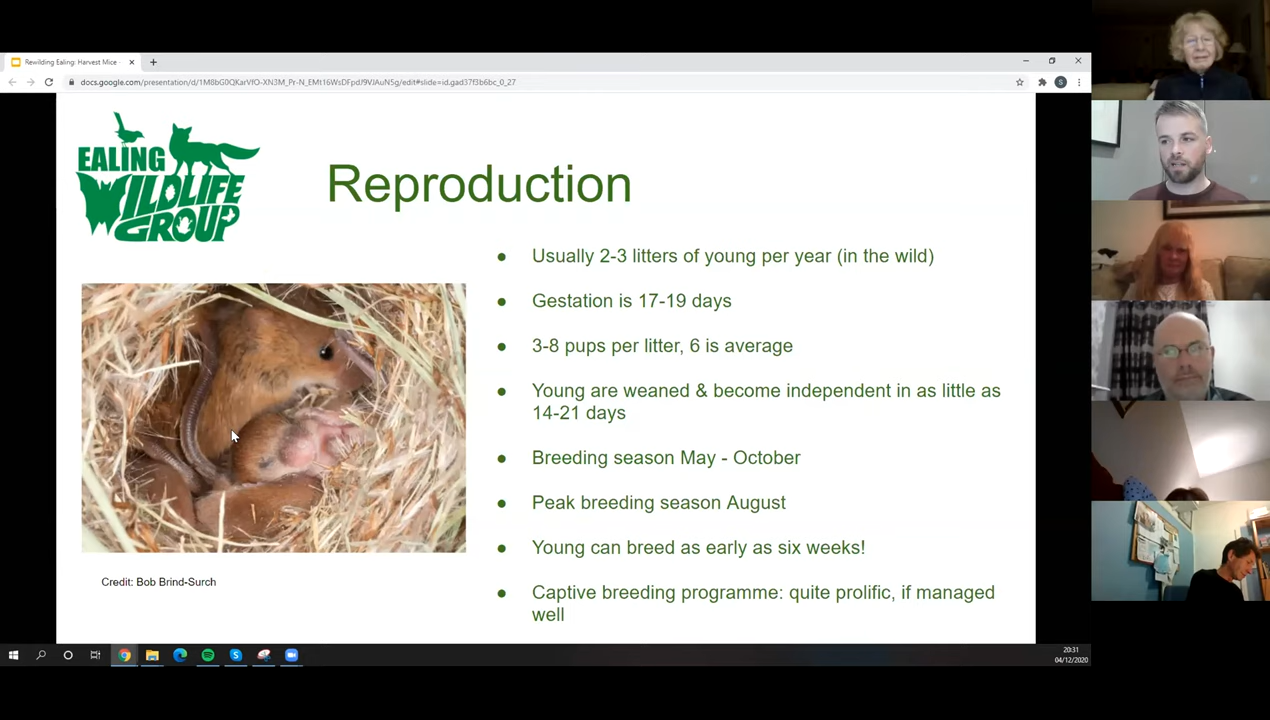 Rewilding Ealing: Harvest Mice
docs.google.com/presentation/d/1M8bG0QKarVfO-XN3M_Pr-N_EMt16WsDFpdJ9VJAuN5g/edit#slide=id.gad37f3b6bc_0_27
EALING
WILDLIFE
GROUP
Reproduction
Usually 2-3 litters of young per year (in the wild)
Gestation is 17-19 days
3-8 pups per litter, 6 is average
Young are weaned & become independent in as little as
14-21 days
Breeding season May - October
Peak breeding season August
Young can breed as early as six weeks!
Captive breeding programme: quite prolific, if managed
well
Credit: Bob Brind-Surch
20:31
04/12/2020